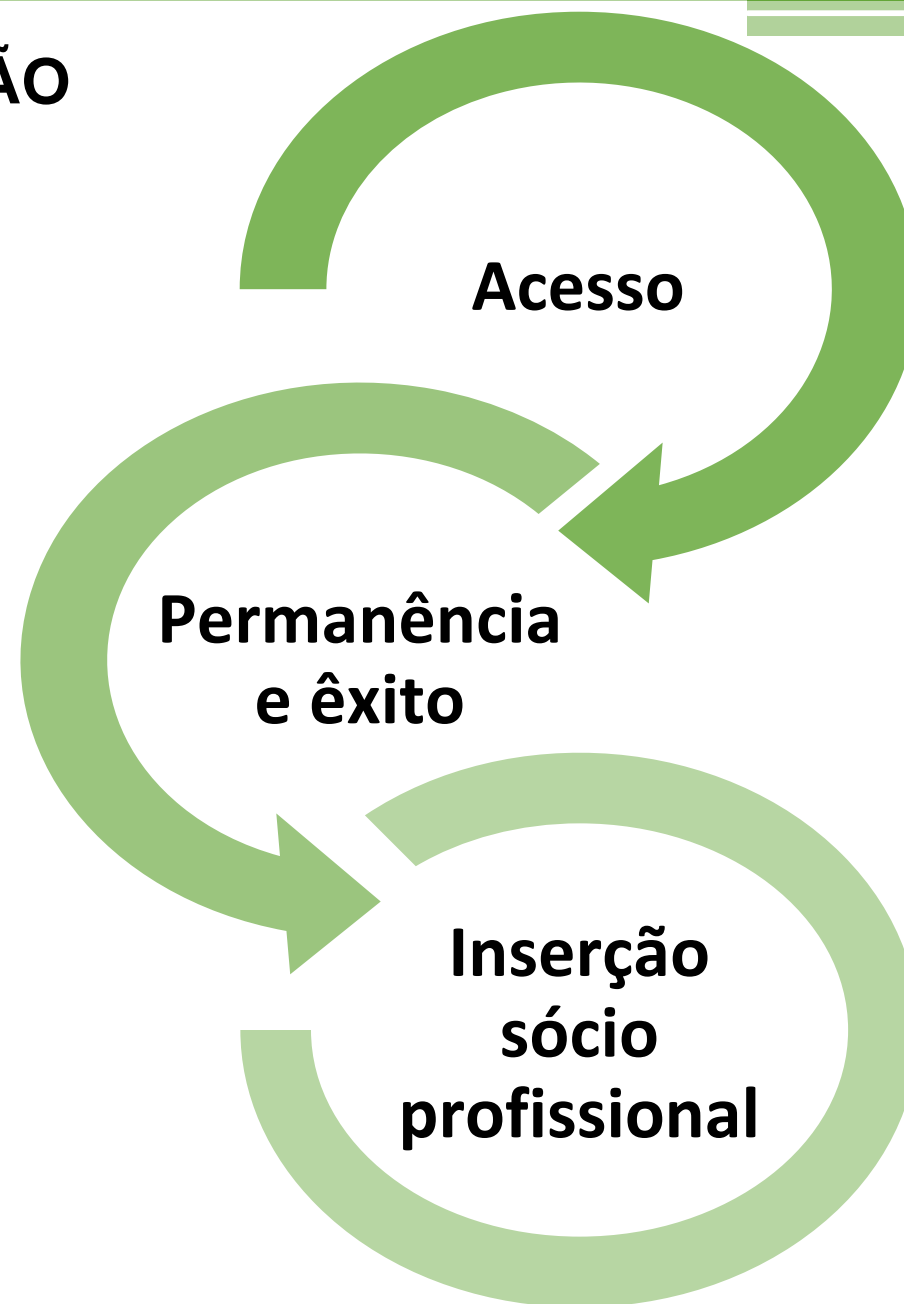 ÃO
Acesso
Permanência
e êxito
Inserção
sócio
profissional